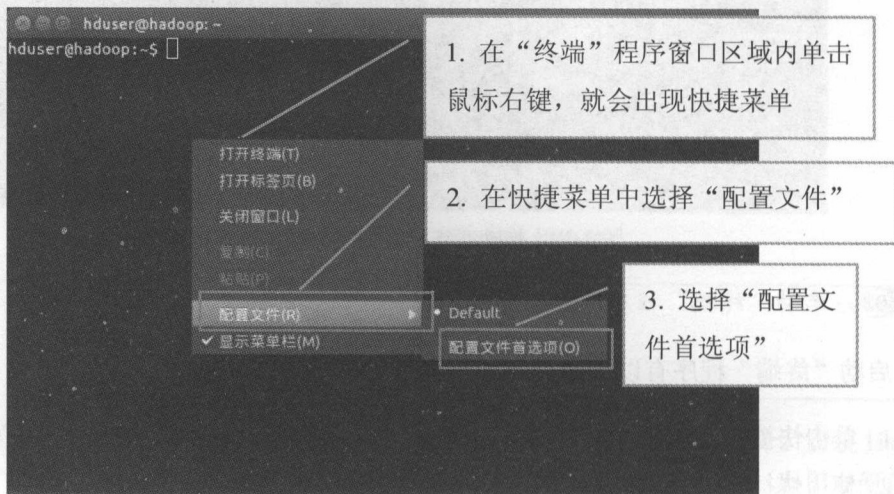 hduser@hadoop: ~
hduser@hadoop:~$
1. 在“终端”程序窗口区域内单击
鼠标右键，就会出现快捷菜单
打开终端(T)
打开标签页(B)
关闭窗口(L)
复制(C)
粘贴(P)
配置文件(R)
显示菜单栏(M)
2. 在快捷菜单中选择“配置文件”
Default
配置文件首选项(O)
3. 选择“配置文
件首选项”